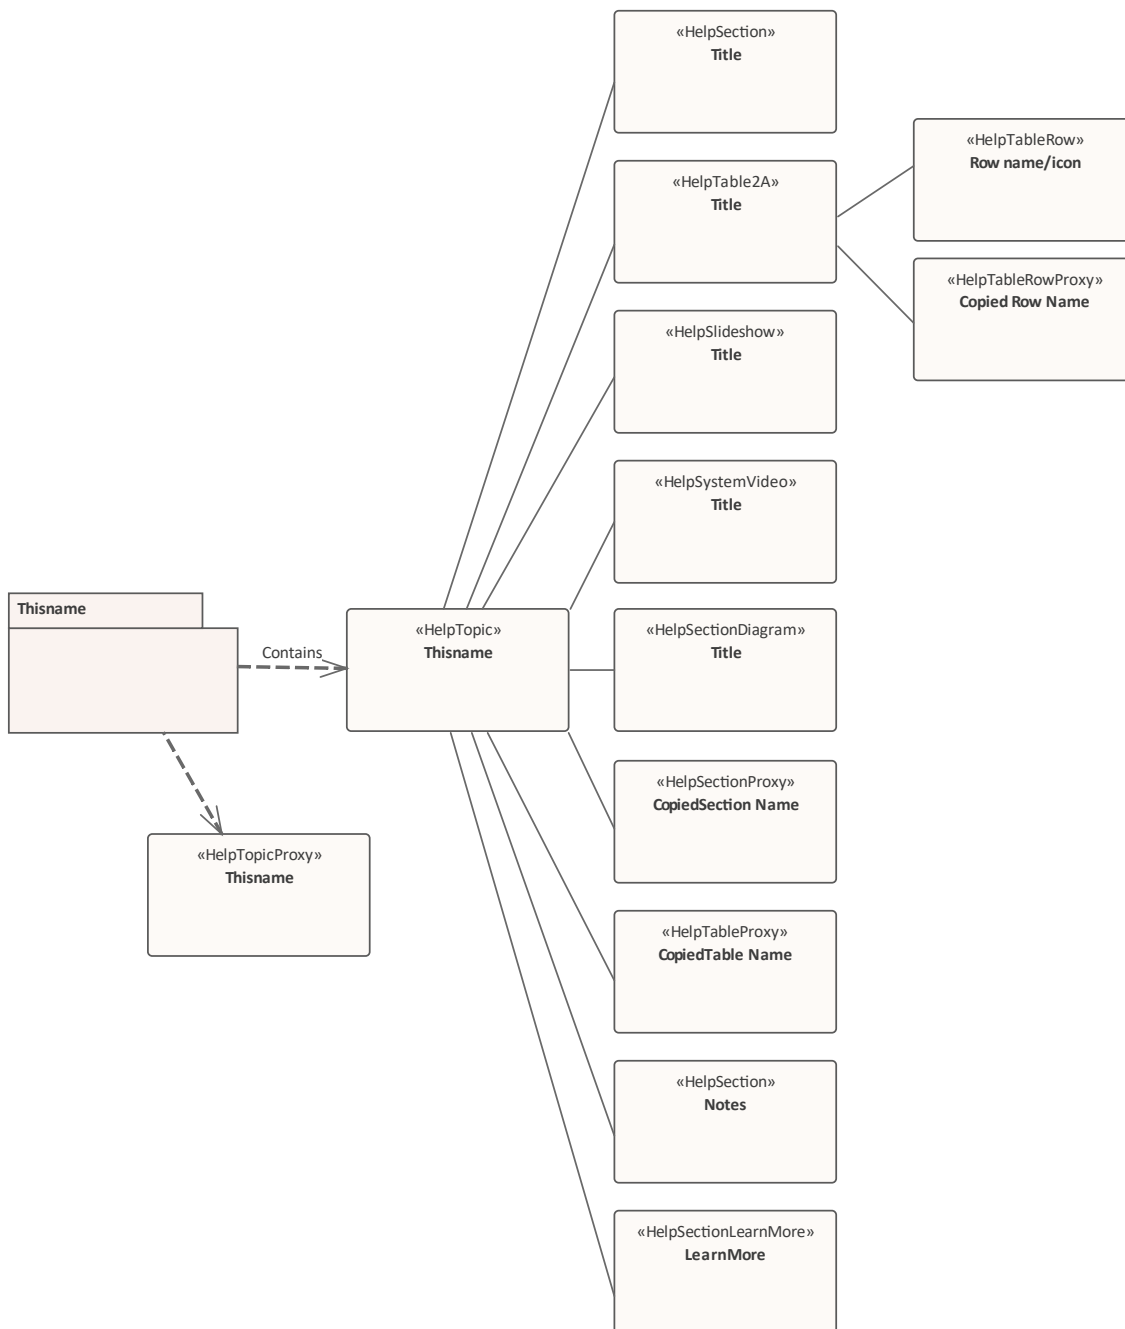 «HelpSection»
Title
«HelpTableRow»
Row name/icon
«HelpTable2A»
Title
«HelpTableRowProxy»
Copied Row Name
«HelpSlideshow»
Title
«HelpSystemVideo»
Title
Thisname
Contains
«HelpTopic»
Thisname
«HelpSectionDiagram»
Title
«HelpSectionProxy»
CopiedSection Name
«HelpTopicProxy»
Thisname
«HelpTableProxy»
CopiedTable Name
«HelpSection»
Notes
«HelpSectionLearnMore»
LearnMore